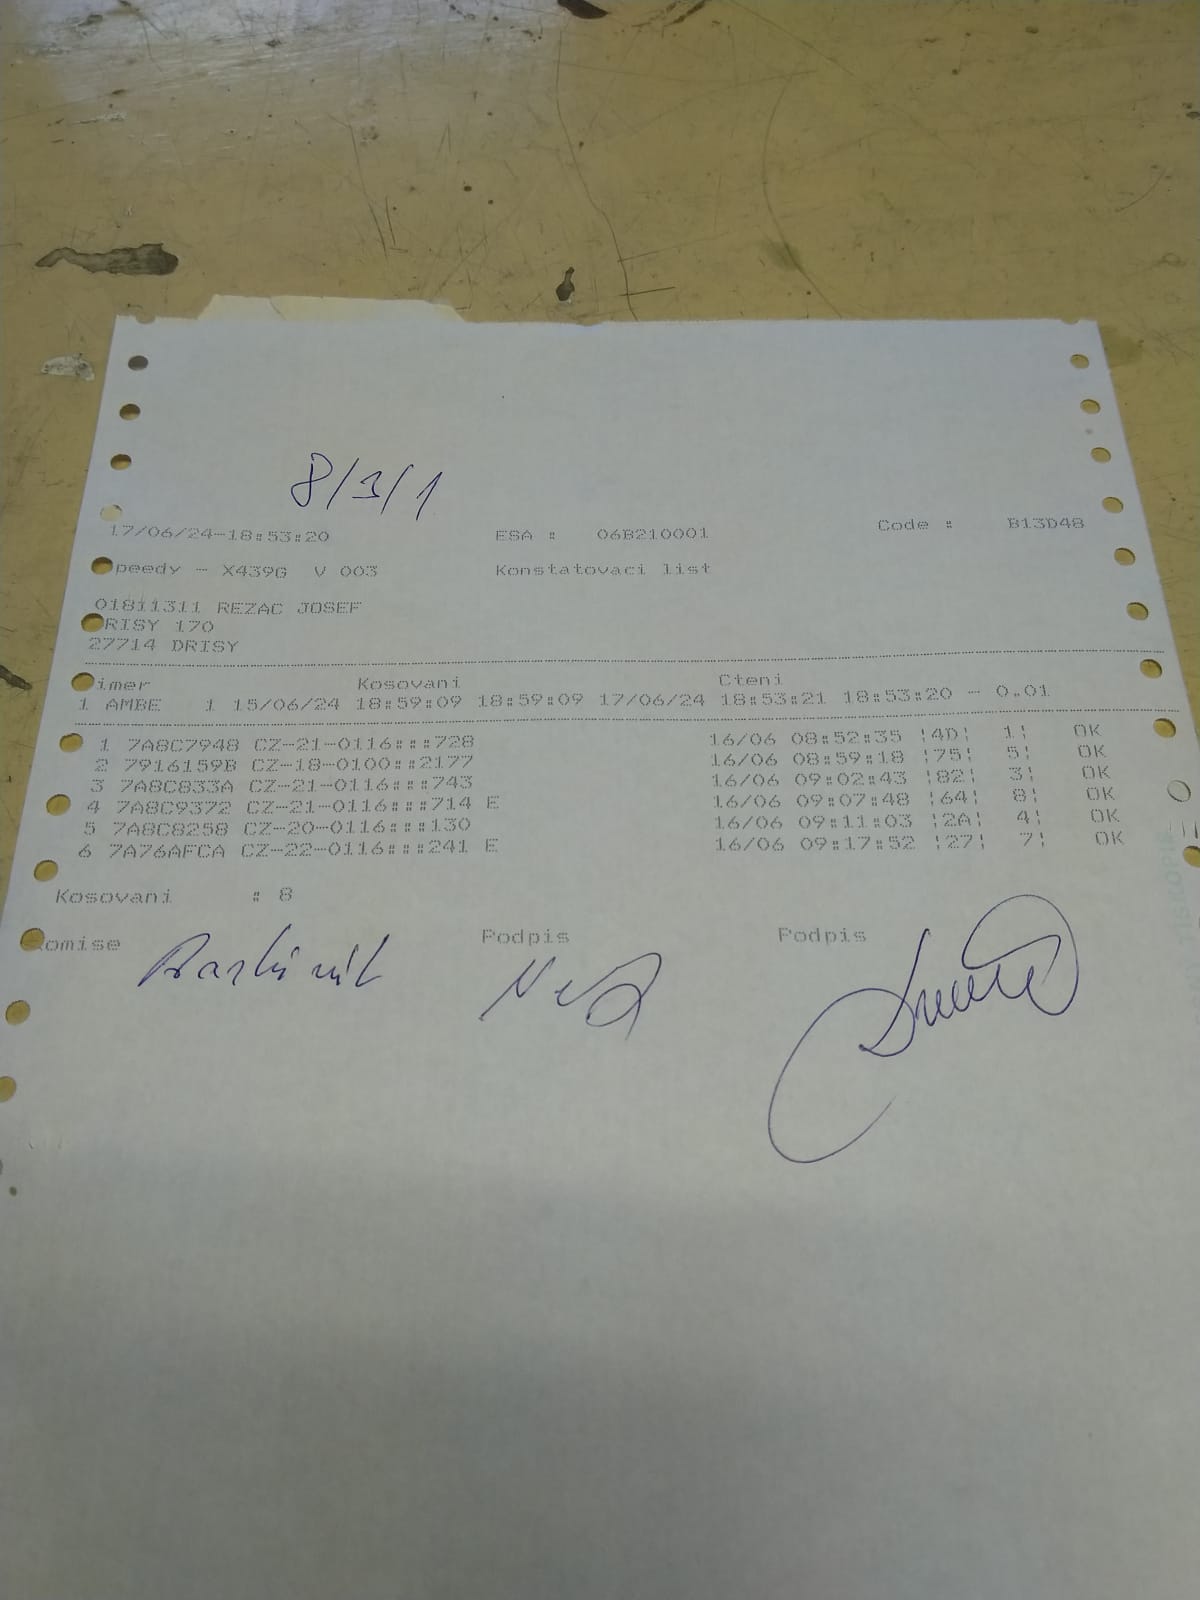 8/3/1
17/06/24-18:53:20 ESA : 06B210001 Code : B13D48
peedy - X439G V 003 Konstatovaci list
01811311 REZAC JOSEF
RISY 170
27714 DRISY
imer Kosovani Cteni
1 AMBE 1 15/06/24 18:59:09 18:59:09 17/06/24 18:53:21 18:53:20 - 0.01
1 7A8C7948 CZ-21-0116:::728 16/06 08:52:35 ¦4D¦ 1¦ OK
2 7916159B CZ-18-0100::2177 16/06 08:59:18 ¦75¦ 5¦ OK
3 7A8C833A CZ-21-0116:::743 16/06 09:02:43 ¦82¦ 3¦ OK
4 7A8C9372 CZ-21-0116:::714 E 16/06 09:07:48 ¦64¦ 8¦ OK
5 7A8C8258 CZ-20-0116:::130 16/06 09:11:03 ¦2A¦ 4¦ OK
6 7A76AFCA CZ-22-0116:::241 E 16/06 09:17:52 ¦27¦ 7¦ OK
Kosovani : 8
omise Podpis Podpis